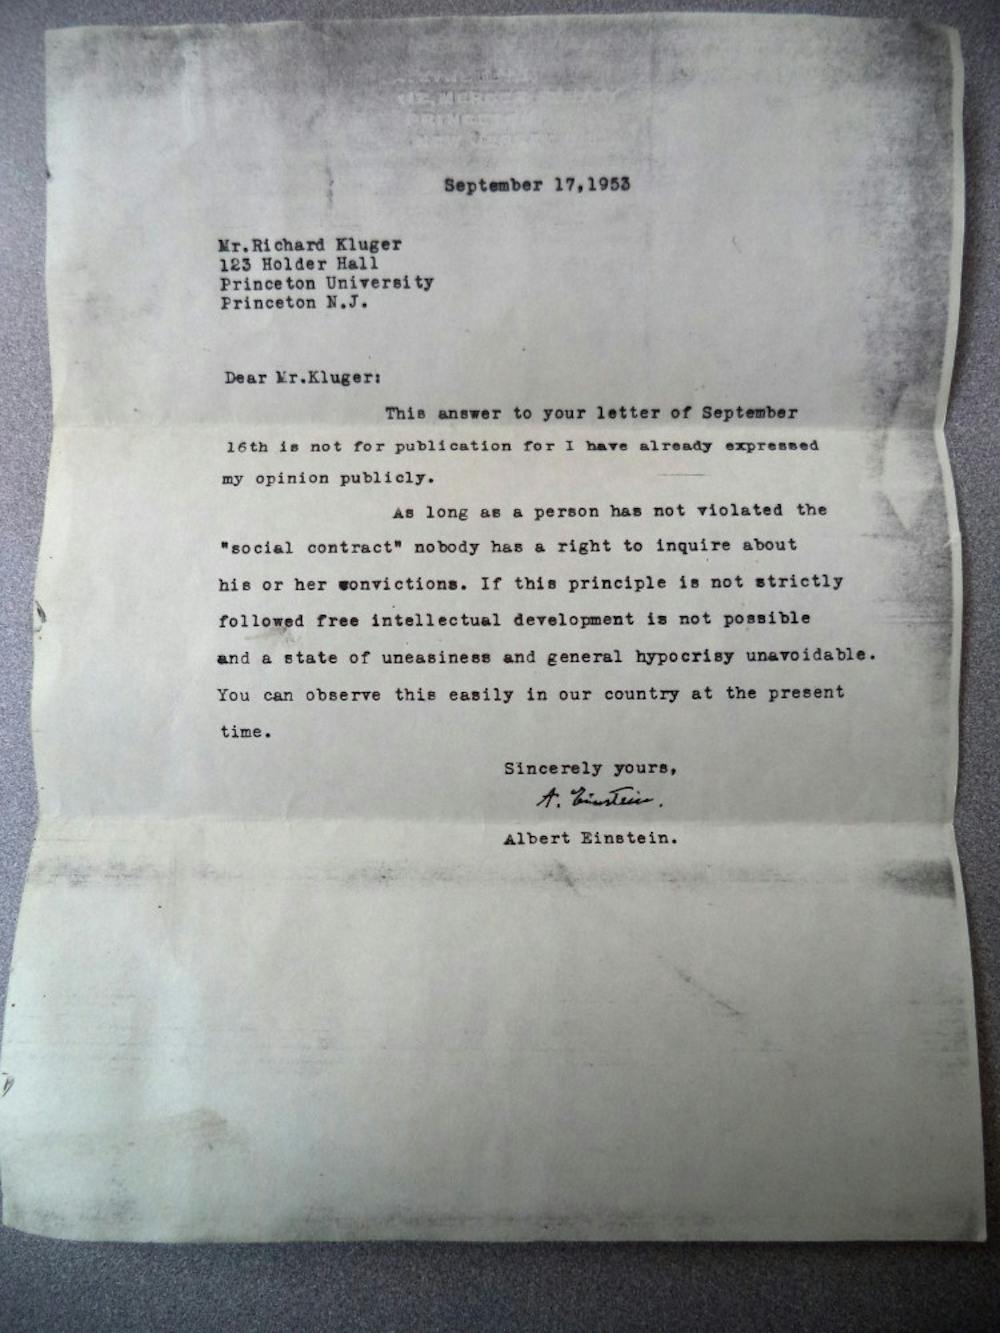 MERCER
PRINCETON
September 17,1953
Mr.Richard Kluger
123 Holder Hall
Princeton University
Princeton N.J.
Dear Mr.Kluger:
This answer to your letter of September
16th is not for publication for I have already expressed
my opinion publicly.
As long as a person has not violated the
"social contract" nobody has a right to inquire about
his or her convictions. If this principle is not strictly
followed free intellectual development is not possible
and a state of uneasiness and general hypocrisy unavoidable.
You can observe this easily in our country at the present
time.
Sincerely yours,
A. Einstein.
Albert Einstein.